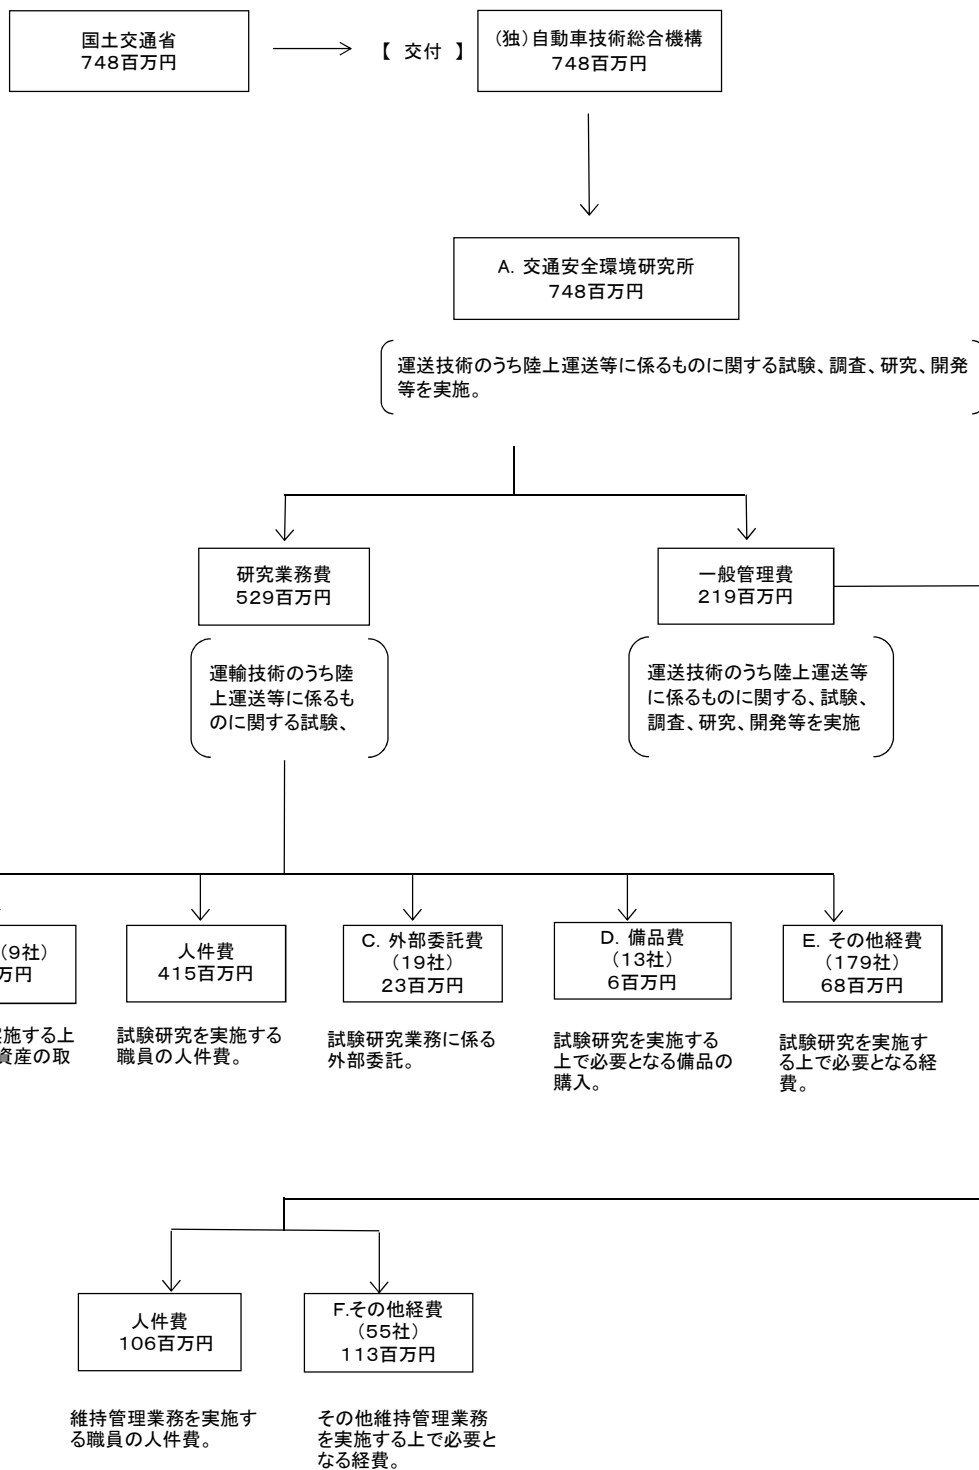 国土交通省
748百万円
【 交付 】
(独)自動車技術総合機構
748百万円
A. 交通安全環境研究所
748百万円
運送技術のうち陸上運送等に係るものに関する試験、調査、研究、開発
等を実施。
研究業務費
529百万円
一般管理費
219百万円
運輸技術のうち陸
上運送等に係るも
のに関する試験、
運送技術のうち陸上運送等
に係るものに関する、試験、
調査、研究、開発等を実施
(9社)
万円
実施する上
資産の取
人件費
415百万円
試験研究を実施する
職員の人件費。
C. 外部委託費
(19社)
23百万円
試験研究業務に係る
外部委託。
D. 備品費
(13社)
6百万円
試験研究を実施する
上で必要となる備品の
購入。
E. その他経費
(179社)
68百万円
試験研究を実施す
る上で必要となる経
費。
人件費
106百万円
維持管理業務を実施す
る職員の人件費。
F.その他経費
(55社)
113百万円
その他維持管理業務
を実施する上で必要と
なる経費。